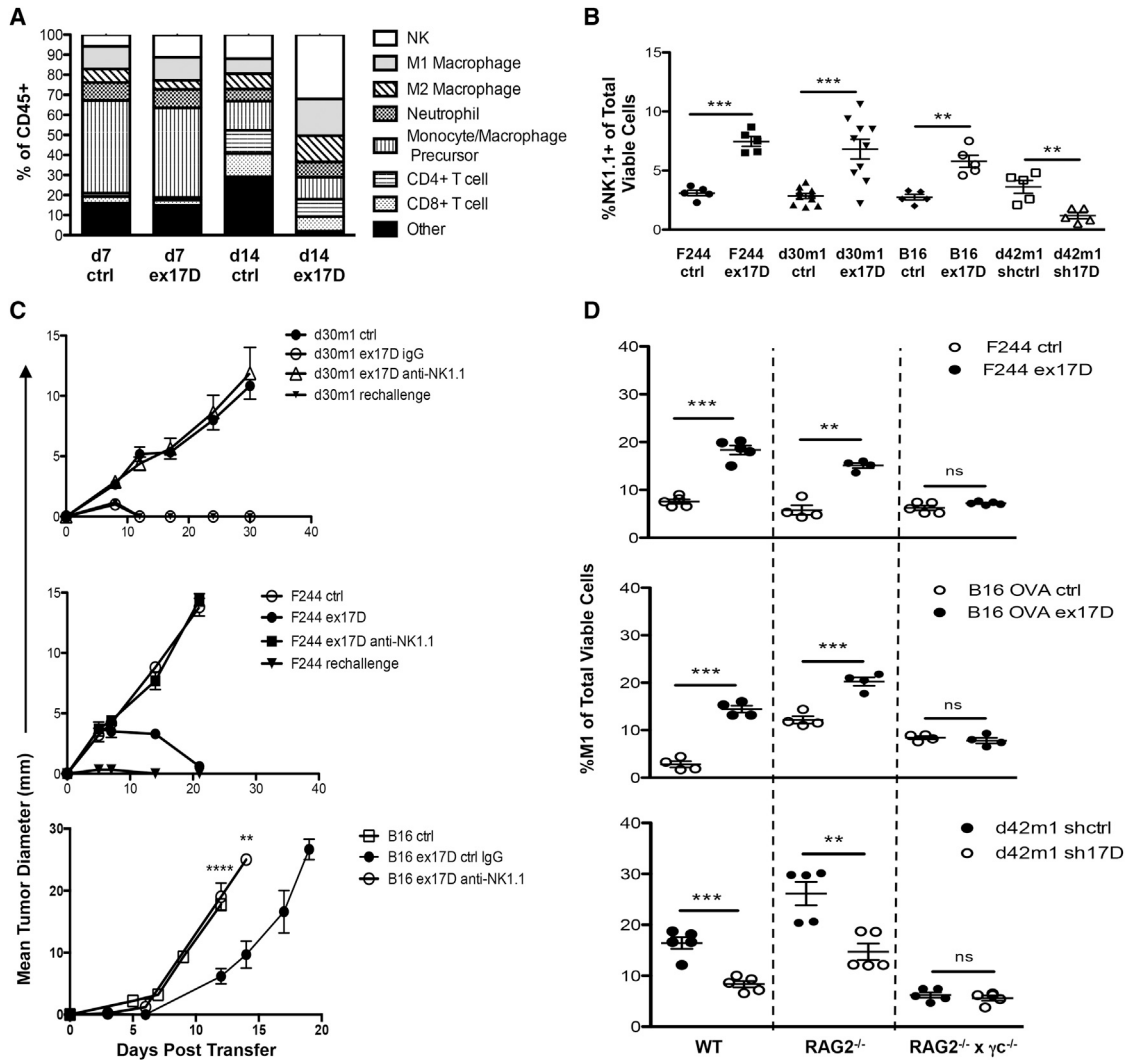 A
% of CD45+
100
90
80
70
60
50
40
30
20
10
0
d7 ctrl
d7 ex17D
d14 ctrl
d14 ex17D
NK
M1 Macrophage
M2 Macrophage
Neutrophil
Monocyte/Macrophage
Precursor
CD4+ T cell
CD8+ T cell
Other
B
%NK1.1+ of Total
Viable Cells
15
10
5
0
***
***
**
**
F244 ctrl
F244 ex17D
d30m1 ctrl
d30m1 ex17D
B16 ctrl
B16 ex17D
d42m1 shctrl
d42m1 sh17D
C
Mean Tumor Diameter (mm)
15
10
5
0
0 10 20 30 40
d30m1 ctrl
d30m1 ex17D igG
d30m1 ex17D anti-NK1.1
d30m1 rechallenge
15
10
5
0
0 10 20 30 40
F244 ctrl
F244 ex17D
F244 ex17D anti-NK1.1
F244 rechallenge
30
20
10
0
0 5 10 15 20
****
**
B16 ctrl
B16 ex17D ctrl IgG
B16 ex17D anti-NK1.1
Days Post Transfer
D
%M1 of Total Viable Cells
40
30
20
10
0
F244 ctrl
F244 ex17D
***
**
ns
40
30
20
10
0
B16 OVA ctrl
B16 OVA ex17D
***
***
ns
40
30
20
10
0
d42m1 shctrl
d42m1 sh17D
***
**
ns
WT
RAG2-/-
RAG2-/- x γc-/-